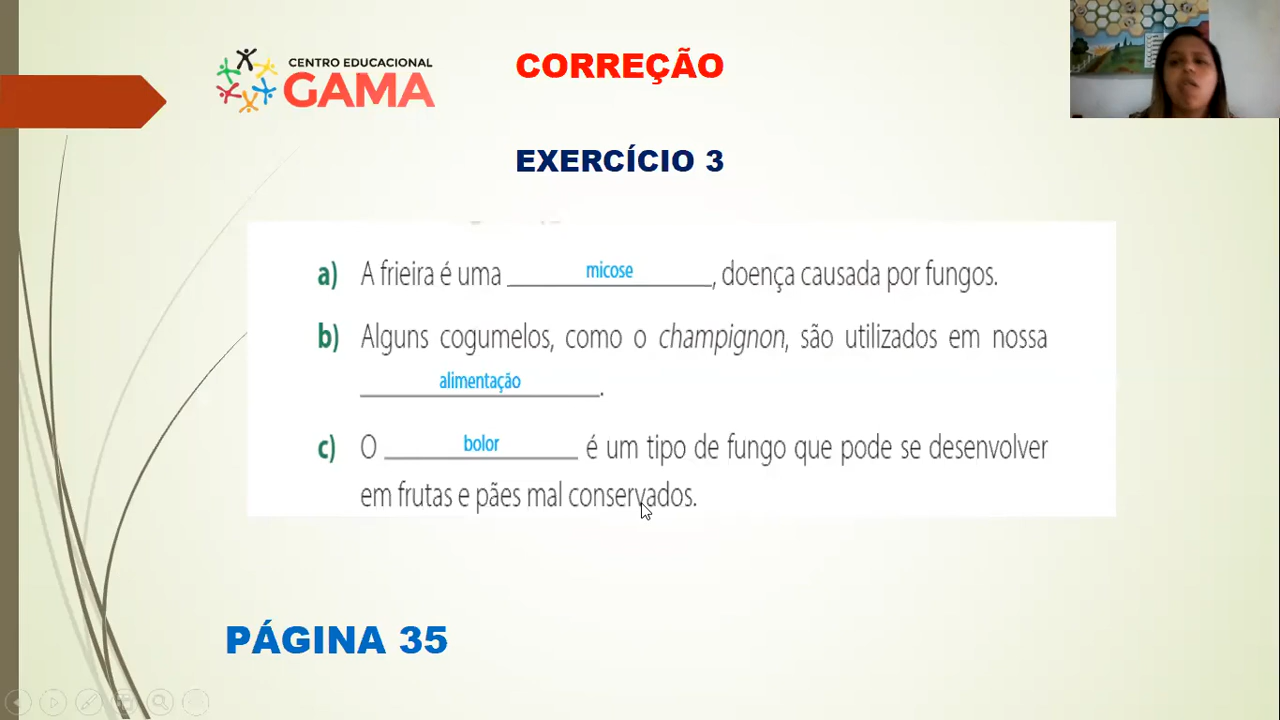 CENTRO EDUCACIONAL
GAMA
CORREÇÃO
EXERCÍCIO 3
a) A frieira é uma micose, doença causada por fungos.
b) Alguns cogumelos, como o champignon, são utilizados em nossa
alimentação.
c) O bolor é um tipo de fungo que pode se desenvolver
em frutas e pães mal conservados.
PÁGINA 35